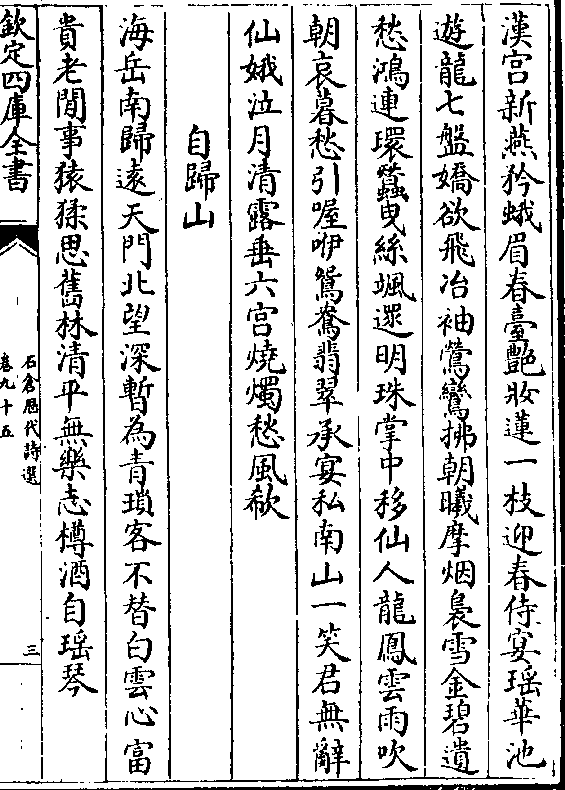 漢宫新燕矜蛾眉春臺艷妝蓮一枝迎春侍宴瑶華池
遊龍七盤嬌欲飛冶袖鶯鸞拂朝曦摩烟裊雪金碧遺
愁鴻連環蠶曳絲颯遝明珠掌中移仙人龍鳳雲雨吹
朝哀暮愁引喔咿鴛鴦翡翠承宴私南山一笑君無辭
仙娥泣月清露垂六宫燒燭愁風欷
自歸山
海岳南歸逺天門北望深暫為青瑣客不替白雲心富
貴老閒事猿猱思舊林清平無樂志樽酒自瑶琴
欽定四庫全書
石倉歴代詩選
卷九十五
三